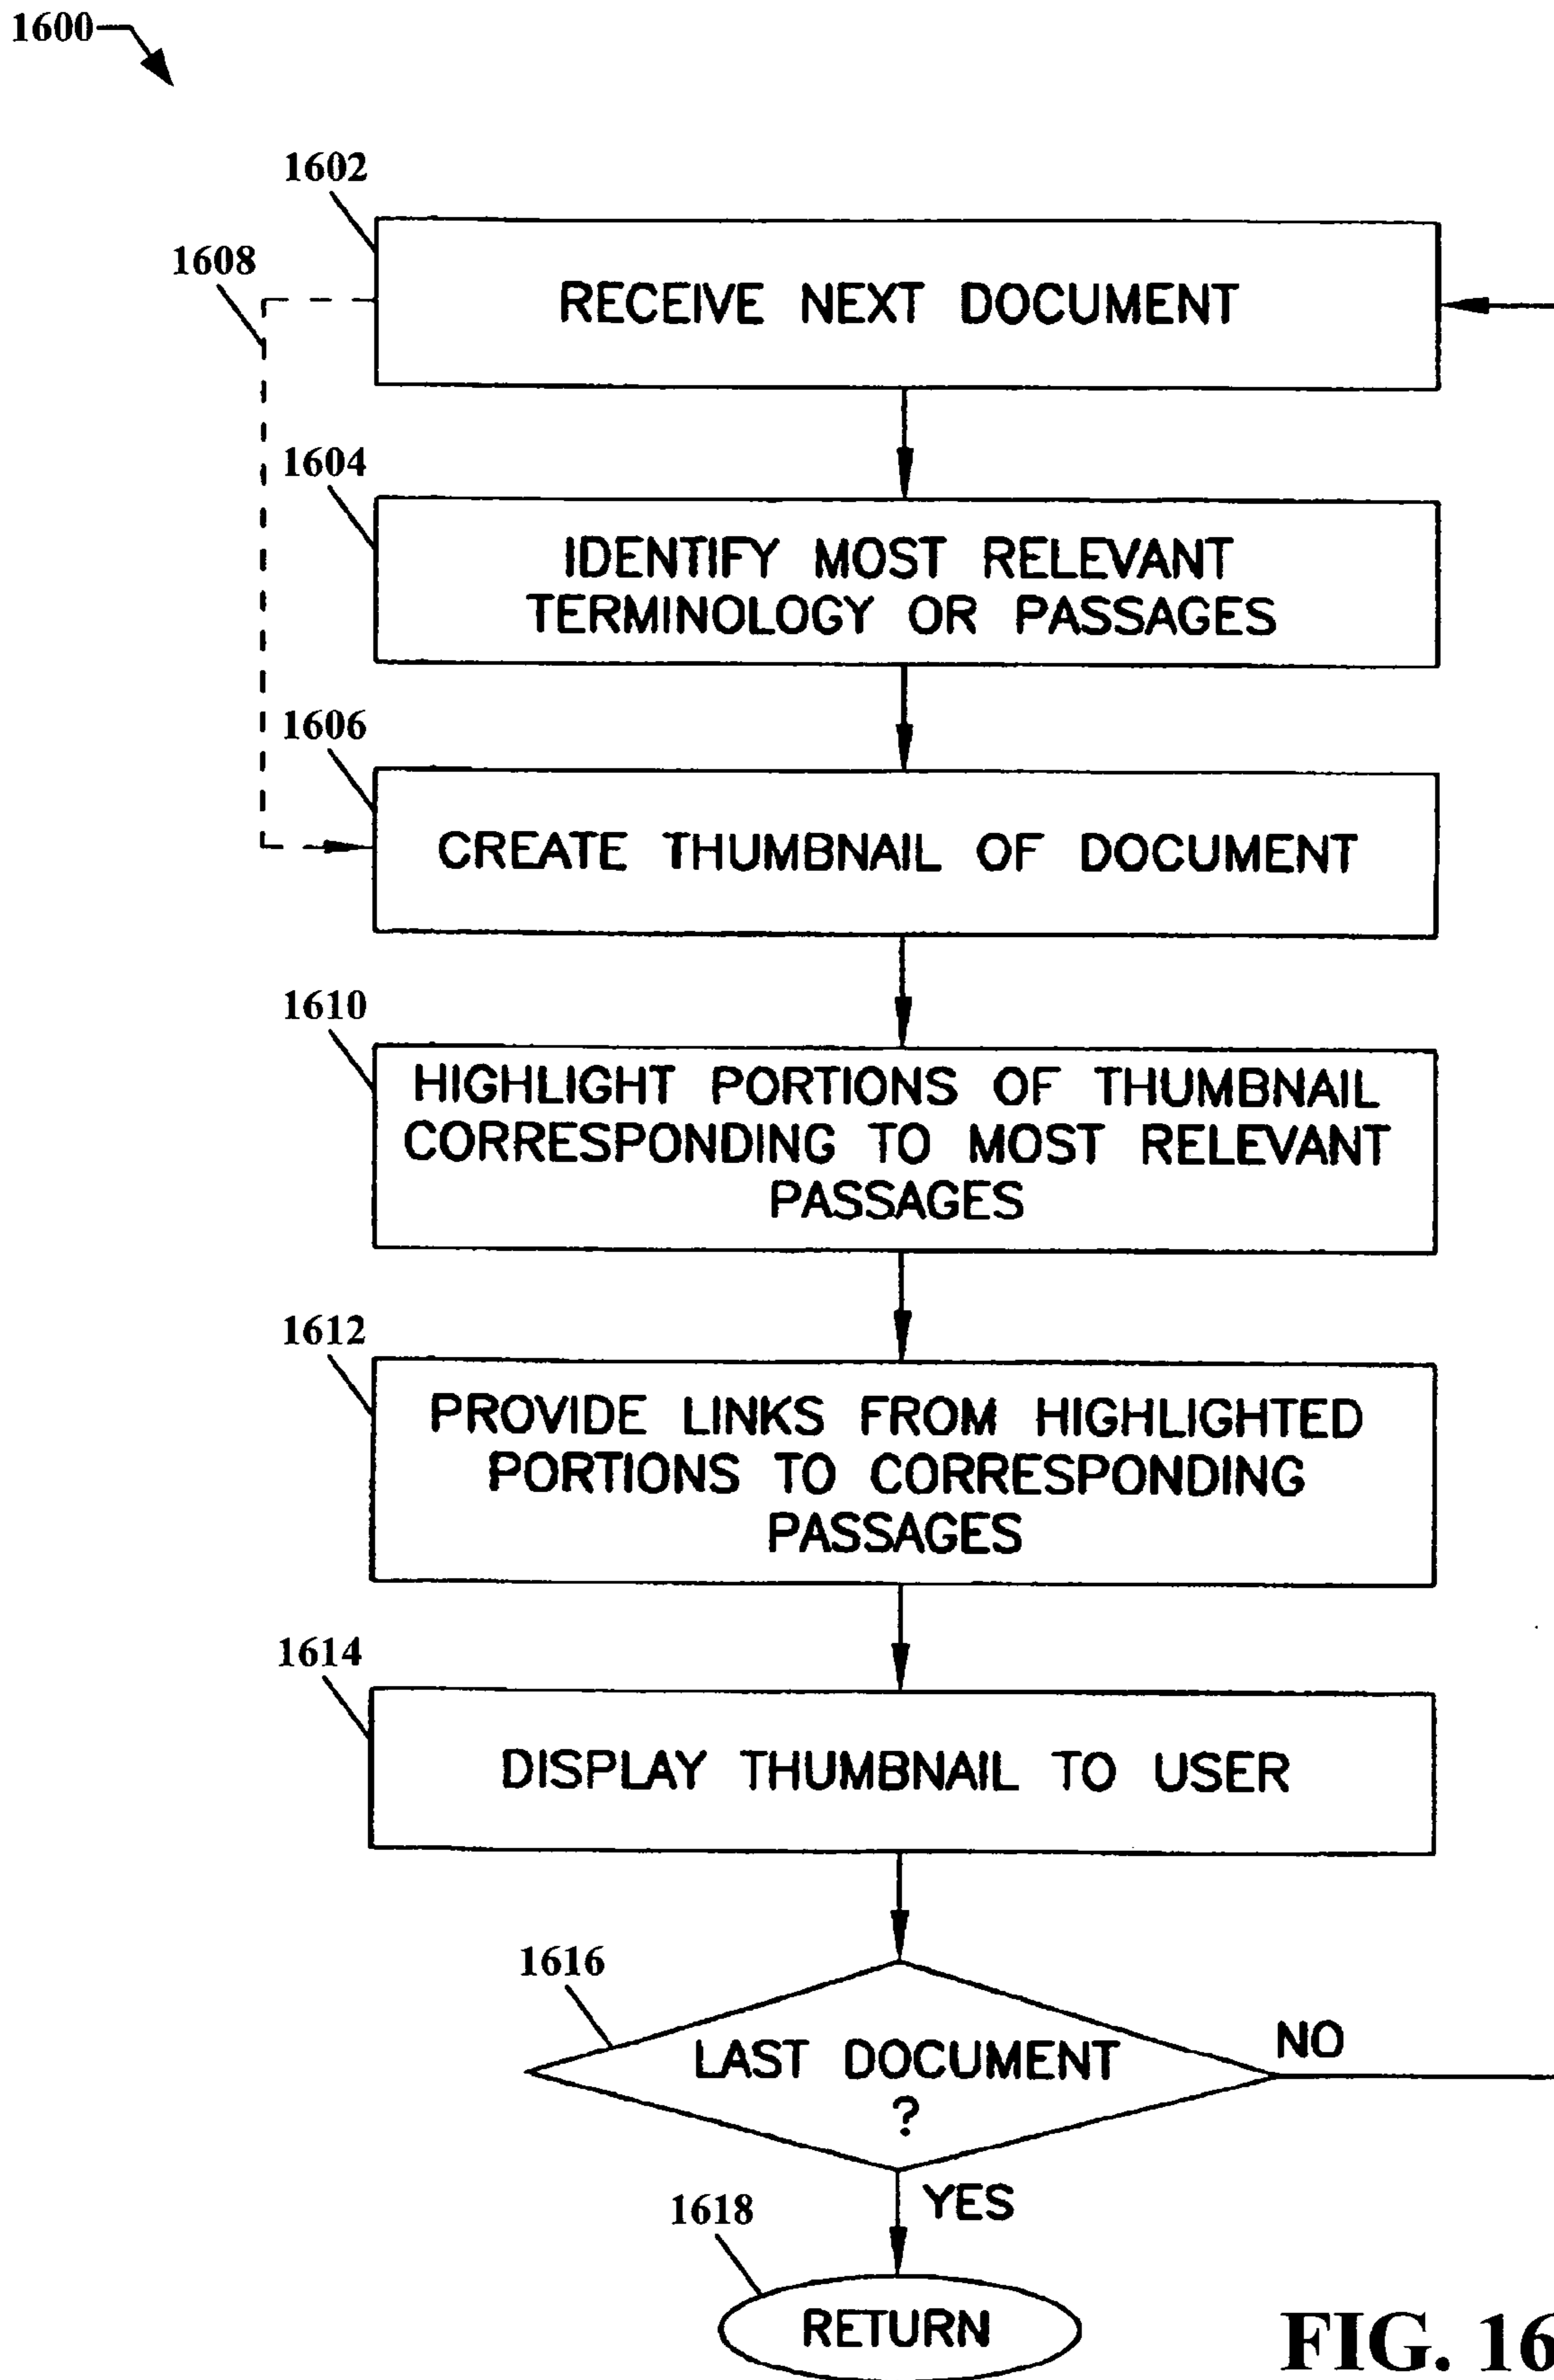 1600
1602
RECEIVE NEXT DOCUMENT
1608
1604
IDENTIFY MOST RELEVANT
TERMINOLOGY OR PASSAGES
1606
CREATE THUMBNAIL OF DOCUMENT
1610
HIGHLIGHT PORTIONS OF THUMBNAIL
CORRESPONDING TO MOST RELEVANT
PASSAGES
1612
PROVIDE LINKS FROM HIGHLIGHTED
PORTIONS TO CORRESPONDING
PASSAGES
1614
DISPLAY THUMBNAIL TO USER
1616
LAST DOCUMENT
?
NO
YES
1618
RETURN
FIG. 16